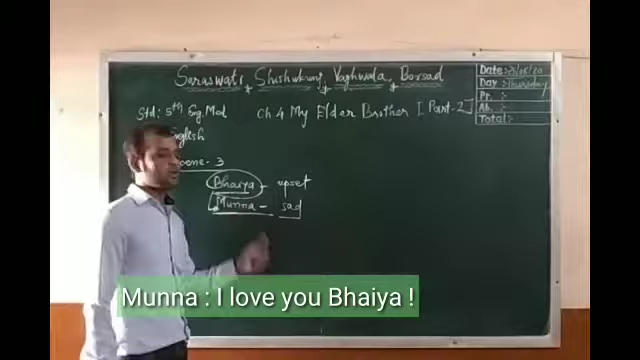 Saraswati Shishukunj, Vaghwala, Borsad
Date: 
Day: Thursday
Pr. :-
Ab. :-
Total: -
Std: 5th Eng. Med
Ch 4 My Elder Brother [Part-2]
English
Scene-3
Bhaiya - upset
Munna - sad
Munna : I love you Bhaiya !